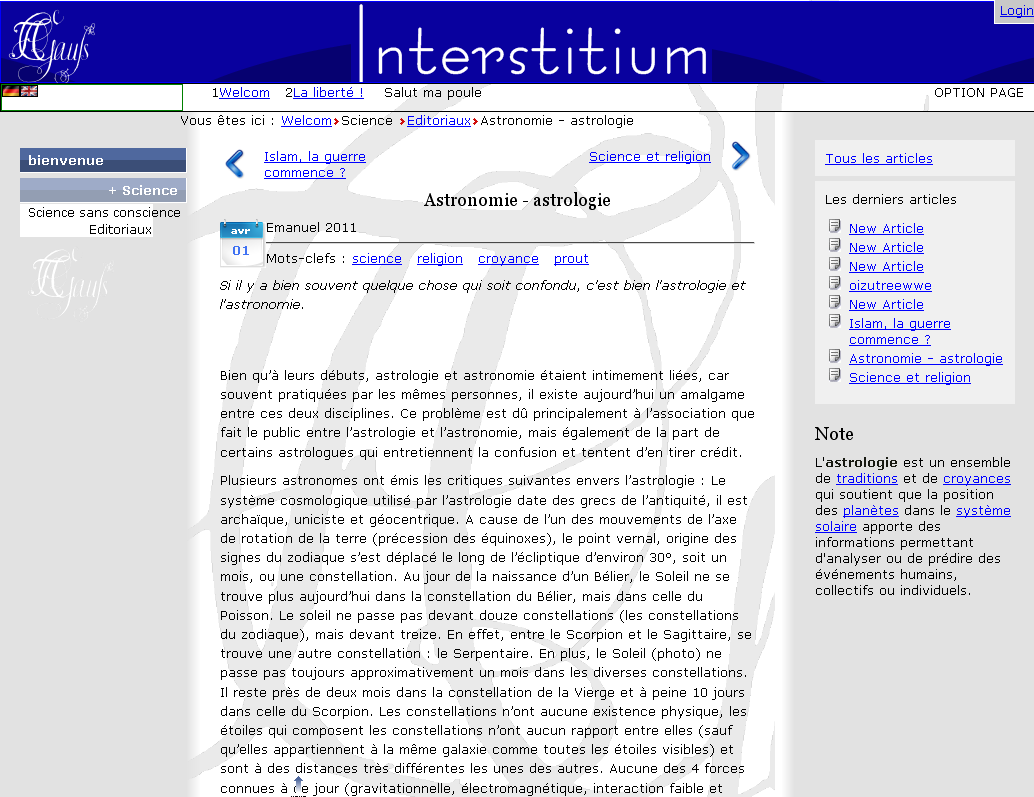 Login
Gaufs
Interstitium
1Welcom 2La liberté ! Salut ma poule
OPTION PAGE
Vous êtes ici : Welcom Science Editoriaux Astronomie - astrologie
bienvenue
+ Science
Science sans conscience
Editoriaux
Islam, la guerre
commence ?
Science et religion
Astronomie - astrologie
avr
01
Emanuel 2011
Mots-clefs : science religion croyance prout
Si il y a bien souvent quelque chose qui soit confondu, c'est bien l'astrologie et
l'astronomie.
Bien qu’à leurs débuts, astrologie et astronomie étaient intimement liées, car
souvent pratiquées par les mêmes personnes, il existe aujourd’hui un amalgame
entre ces deux disciplines. Ce problème est dû principalement à l’association que
fait le public entre l’astrologie et l’astronomie, mais également de la part de
certains astrologues qui entretiennent la confusion et tentent d’en tirer crédit.
Plusieurs astronomes ont émis les critiques suivantes envers l’astrologie : Le
système cosmologique utilisé par l’astrologie date des grecs de l’antiquité, il est
archaïque, uniciste et géocentrique. A cause de l’un des mouvements de l’axe
de rotation de la terre (précession des équinoxes), le point vernal, origine des
signes du zodiaque s’est déplacé le long de l’écliptique d’environ 30°, soit un
mois, ou une constellation. Au jour de la naissance d’un Bélier, le Soleil ne se
trouve plus aujourd’hui dans la constellation du Bélier, mais dans celle du
Poisson. Le soleil ne passe pas devant douze constellations (les constellations
du zodiaque), mais devant treize. En effet, entre le Scorpion et le Sagittaire, se
trouve une autre constellation : le Serpentaire. En plus, le Soleil (photo) ne
passe pas toujours approximativement un mois dans les diverses constellations.
Il reste près de deux mois dans la constellation de la Vierge et à peine 10 jours
dans celle du Scorpion. Les constellations n’ont aucune existence physique, les
étoiles qui composent les constellations n’ont aucun rapport entre elles (sauf
qu’elles appartiennent à la même galaxie comme toutes les étoiles visibles) et
sont à des distances très différentes les unes des autres. Aucune des 4 forces
connues à ce jour (gravitationnelle, électromagnétique, interaction faible et
Tous les articles
Les derniers articles
New Article
New Article
New Article
oizutreewwe
New Article
Islam, la guerre
commence ?
Astronomie - astrologie
Science et religion
Note
L'astrologie est un ensemble
de traditions et de croyances
qui soutient que la position
des planètes dans le système
solaire apporte des
informations permettant
d'analyser ou de prédire des
événements humains,
collectifs ou individuels.